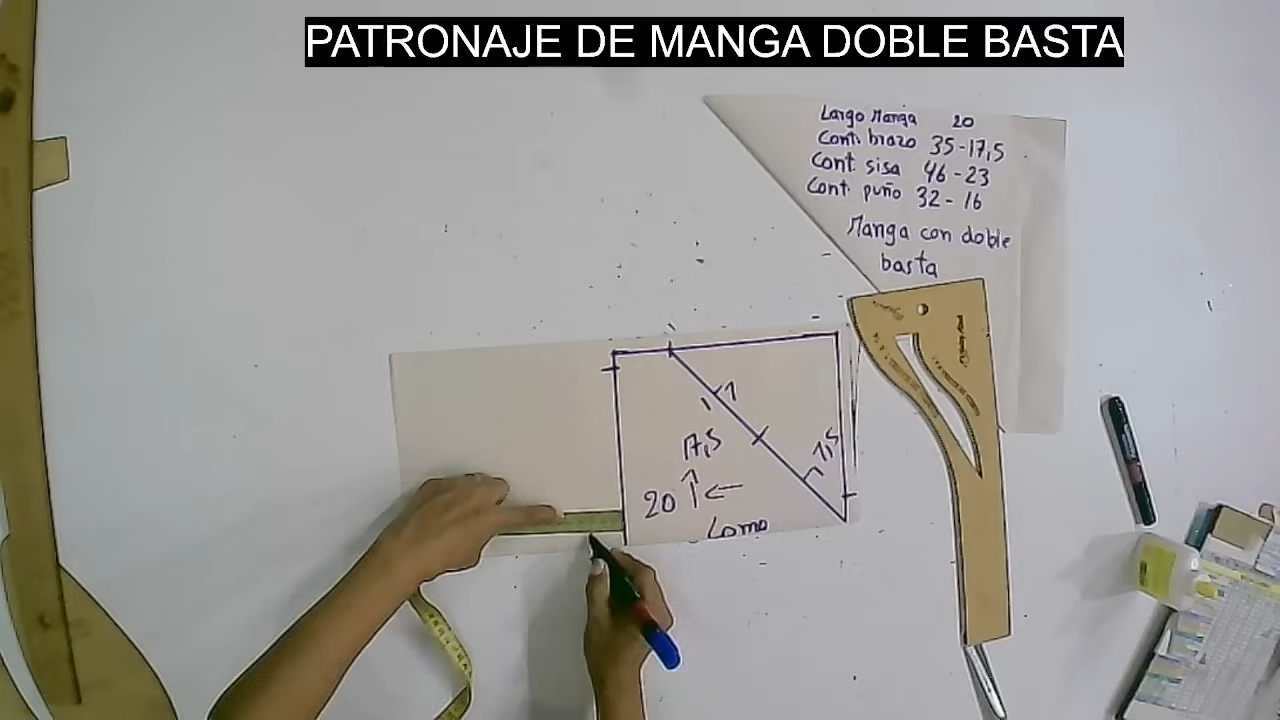 PATRONAJE DE MANGA DOBLE BASTA
Largo Manga 20
Cont. brazo 35-17,5
Cont. sisa 46-23
Cont. puño 32-16
Manga con doble
basta
1
1
17,5
1,5
20
Lomo